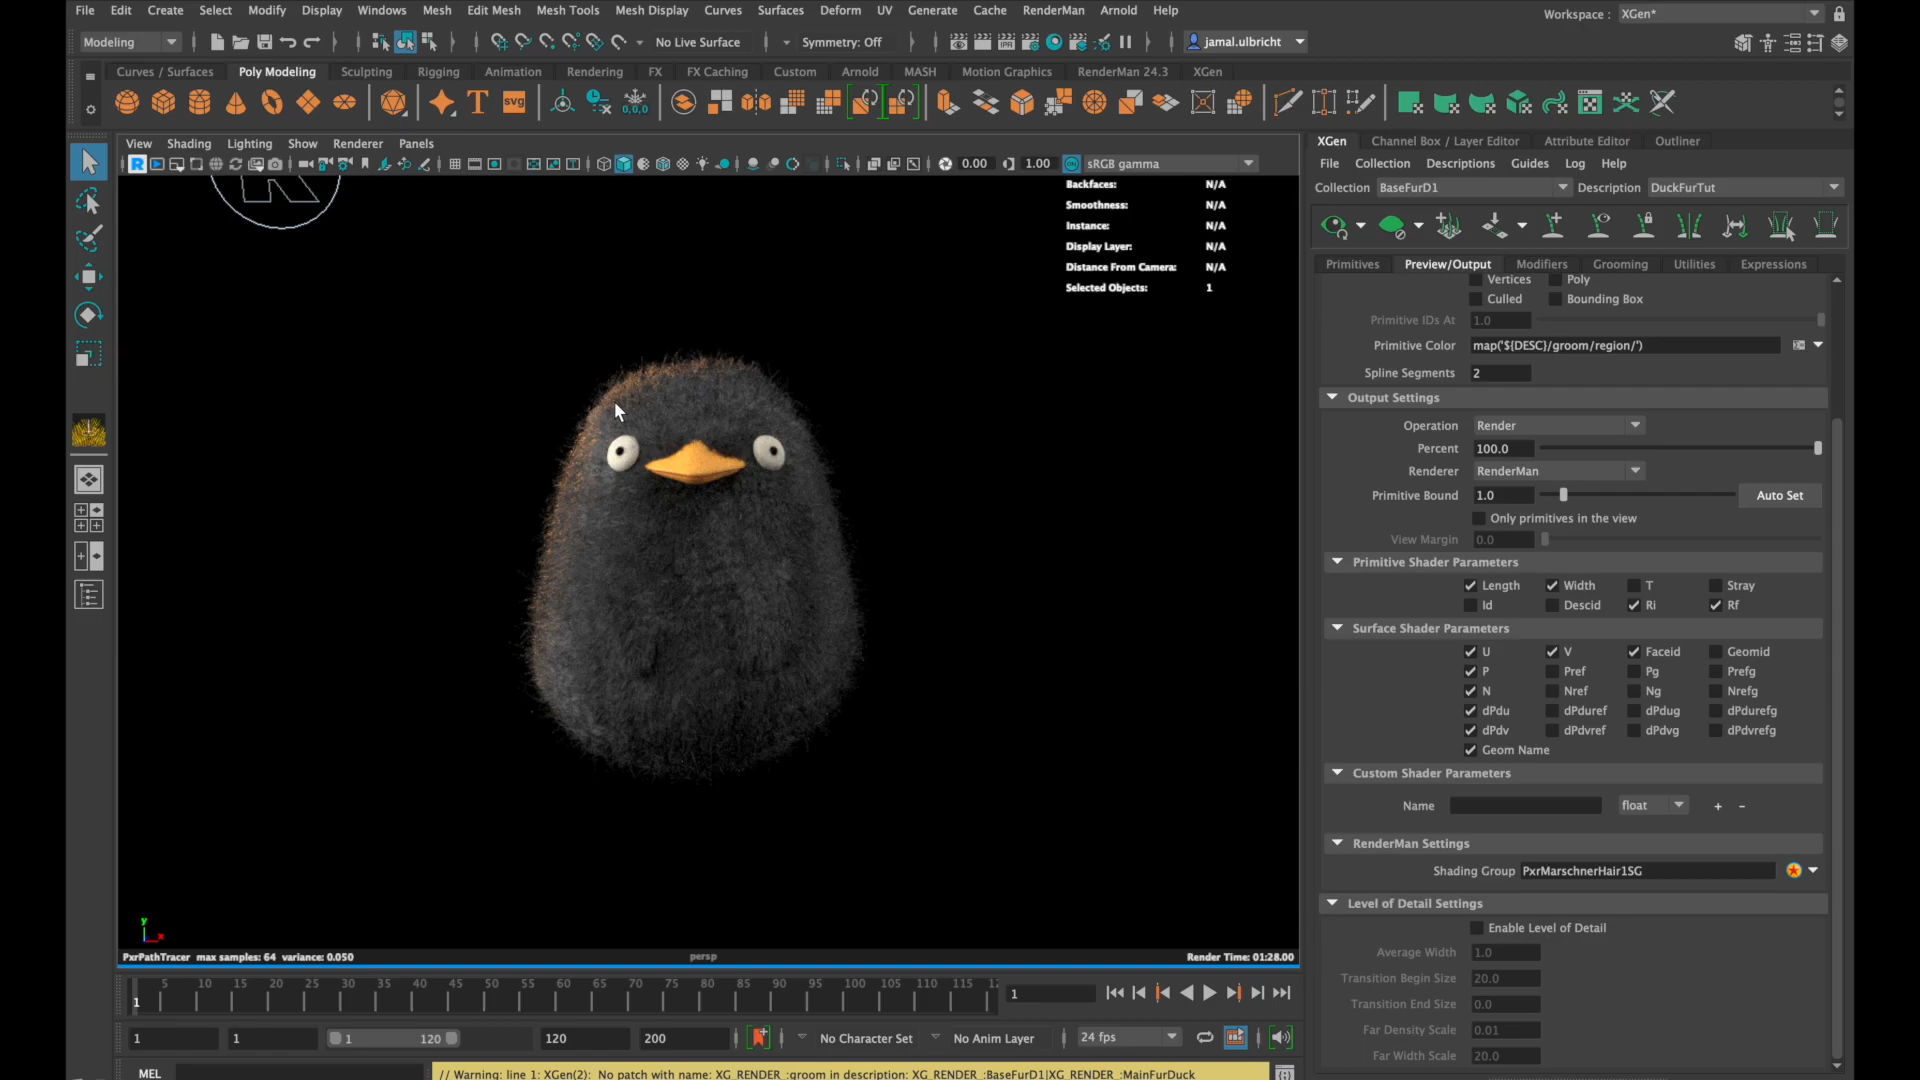 File Edit Create Select Modify Display Windows Mesh Edit Mesh Mesh Tools Mesh Display Curves Surfaces Deform UV Generate Cache RenderMan Arnold Help
Workspace : XGen*
Modeling No Live Surface Symmetry: Off jamal.ulbricht
Curves / Surfaces Poly Modeling Sculpting Rigging Animation Rendering FX FX Caching Custom Arnold MASH Motion Graphics RenderMan 24.3 XGen
T svg 0,0,0 IPR
View Shading Lighting Show Renderer Panels
R 0.00 1.00 ON sRGB gamma
Backfaces: N/A
Smoothness: N/A
Instance: N/A
Display Layer: N/A
Distance From Camera: N/A
Selected Objects: 1
XGen Channel Box / Layer Editor Attribute Editor Outliner
File Collection Descriptions Guides Log Help
Collection BaseFurD1 Description DuckFurTut
Primitives Preview/Output Modifiers Grooming Utilities Expressions
Vertices Poly
Culled Bounding Box
Primitive IDs At 1.0
Primitive Color map('${DESC}/groom/region/')
Spline Segments 2
Output Settings
Operation Render
Percent 100.0
Renderer RenderMan
Primitive Bound 1.0 Auto Set
Only primitives in the view
View Margin 0.0
Primitive Shader Parameters
Length Width T Stray
Id Descid Ri Rf
Surface Shader Parameters
U V Faceid Geomid
P Pref Pg Prefg
N Nref Ng Nrefg
dPdu dPduref dPdug dPdurefg
dPdv dPdvref dPdvg dPdvrefg
Geom Name
Custom Shader Parameters
Name float + -
RenderMan Settings
Shading Group PxrMarschnerHair1SG
Level of Detail Settings
Enable Level of Detail
Average Width 1.0
Transition Begin Size 20.0
Transition End Size 0.0
Far Density Scale 0.01
Far Width Scale 20.0
y
x
PxrPathTracer max samples: 64 variance: 0.050 persp Render Time: 01:28.00
1 5 10 15 20 25 30 35 40 45 50 55 60 65 70 75 80 85 90 95 100 105 110 115 1
1 1 1 120 120 200 No Character Set No Anim Layer 24 fps
MEL // Warning: line 1: XGen(2): No patch with name: XG_RENDER_:groom in description: XG_RENDER_:BaseFurD1|XG_RENDER_:MainFurDuck